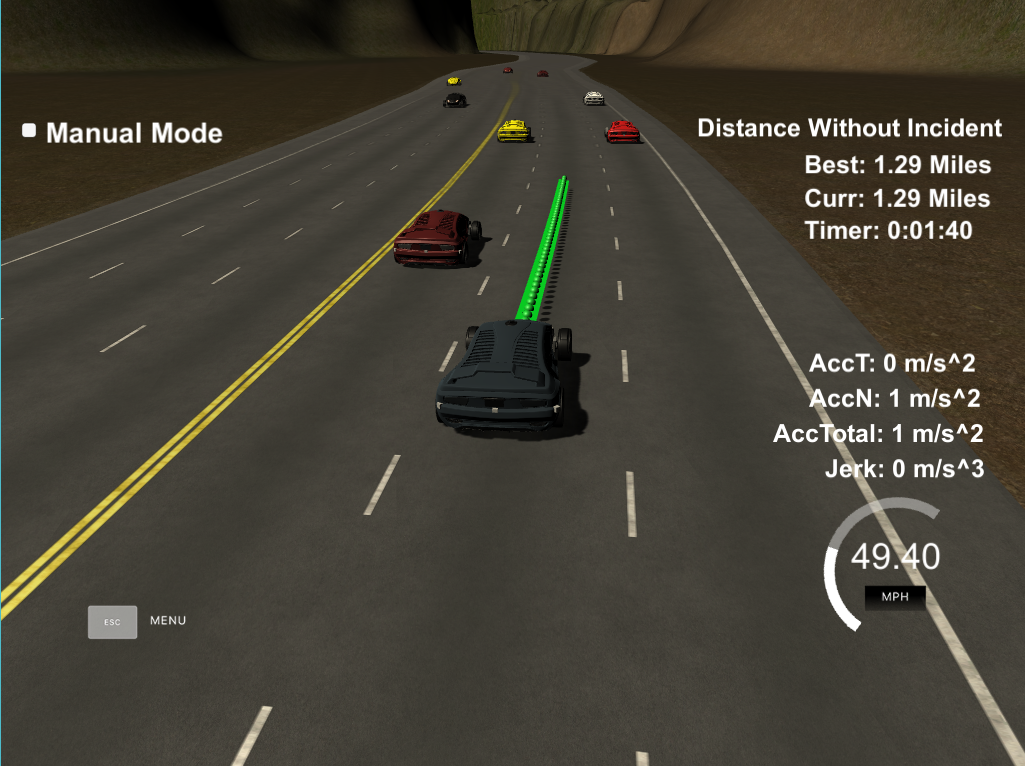 Manual Mode
Distance Without Incident
Best: 1.29 Miles
Curr: 1.29 Miles
Timer: 0:01:40
AccT: 0 m/s^2
AccN: 1 m/s^2
AccTotal: 1 m/s^2
Jerk: 0 m/s^3
49.40
MPH
ESC MENU